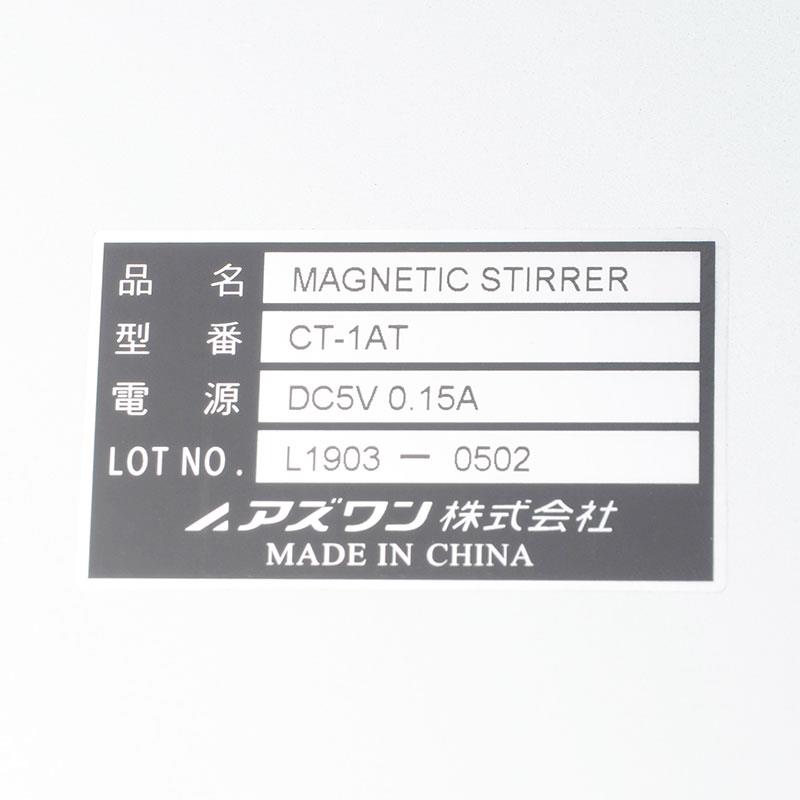 品名 MAGNETIC STIRRER
型番 CT-1AT
電源 DC5V 0.15A
LOT NO. L1903 — 0502
アズワン株式会社
MADE IN CHINA